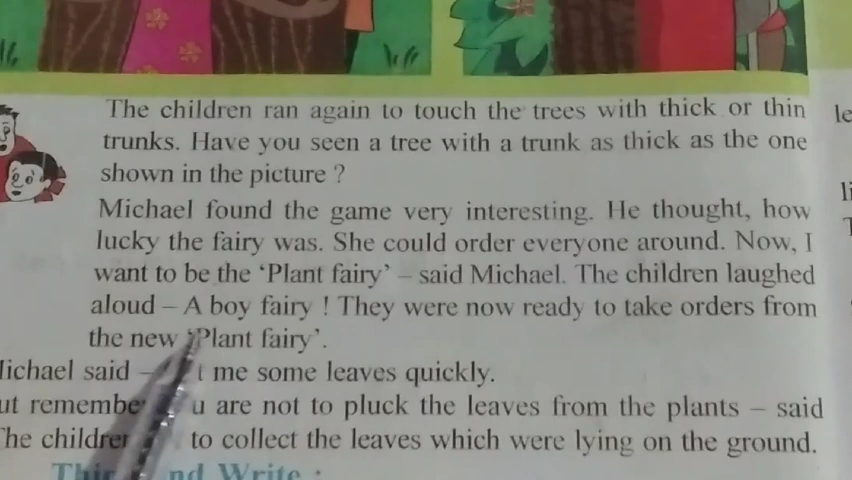 The children ran again to touch the trees with thick or thin
trunks. Have you seen a tree with a trunk as thick as the one
shown in the picture ?
Michael found the game very interesting. He thought, how
lucky the fairy was. She could order everyone around. Now, I
want to be the ‘Plant fairy’ – said Michael. The children laughed
aloud – A boy fairy ! They were now ready to take orders from
the new ‘Plant fairy’.
said – me some leaves quickly.
are not to pluck the leaves from the plants – said
to collect the leaves which were lying on the ground.
Write :